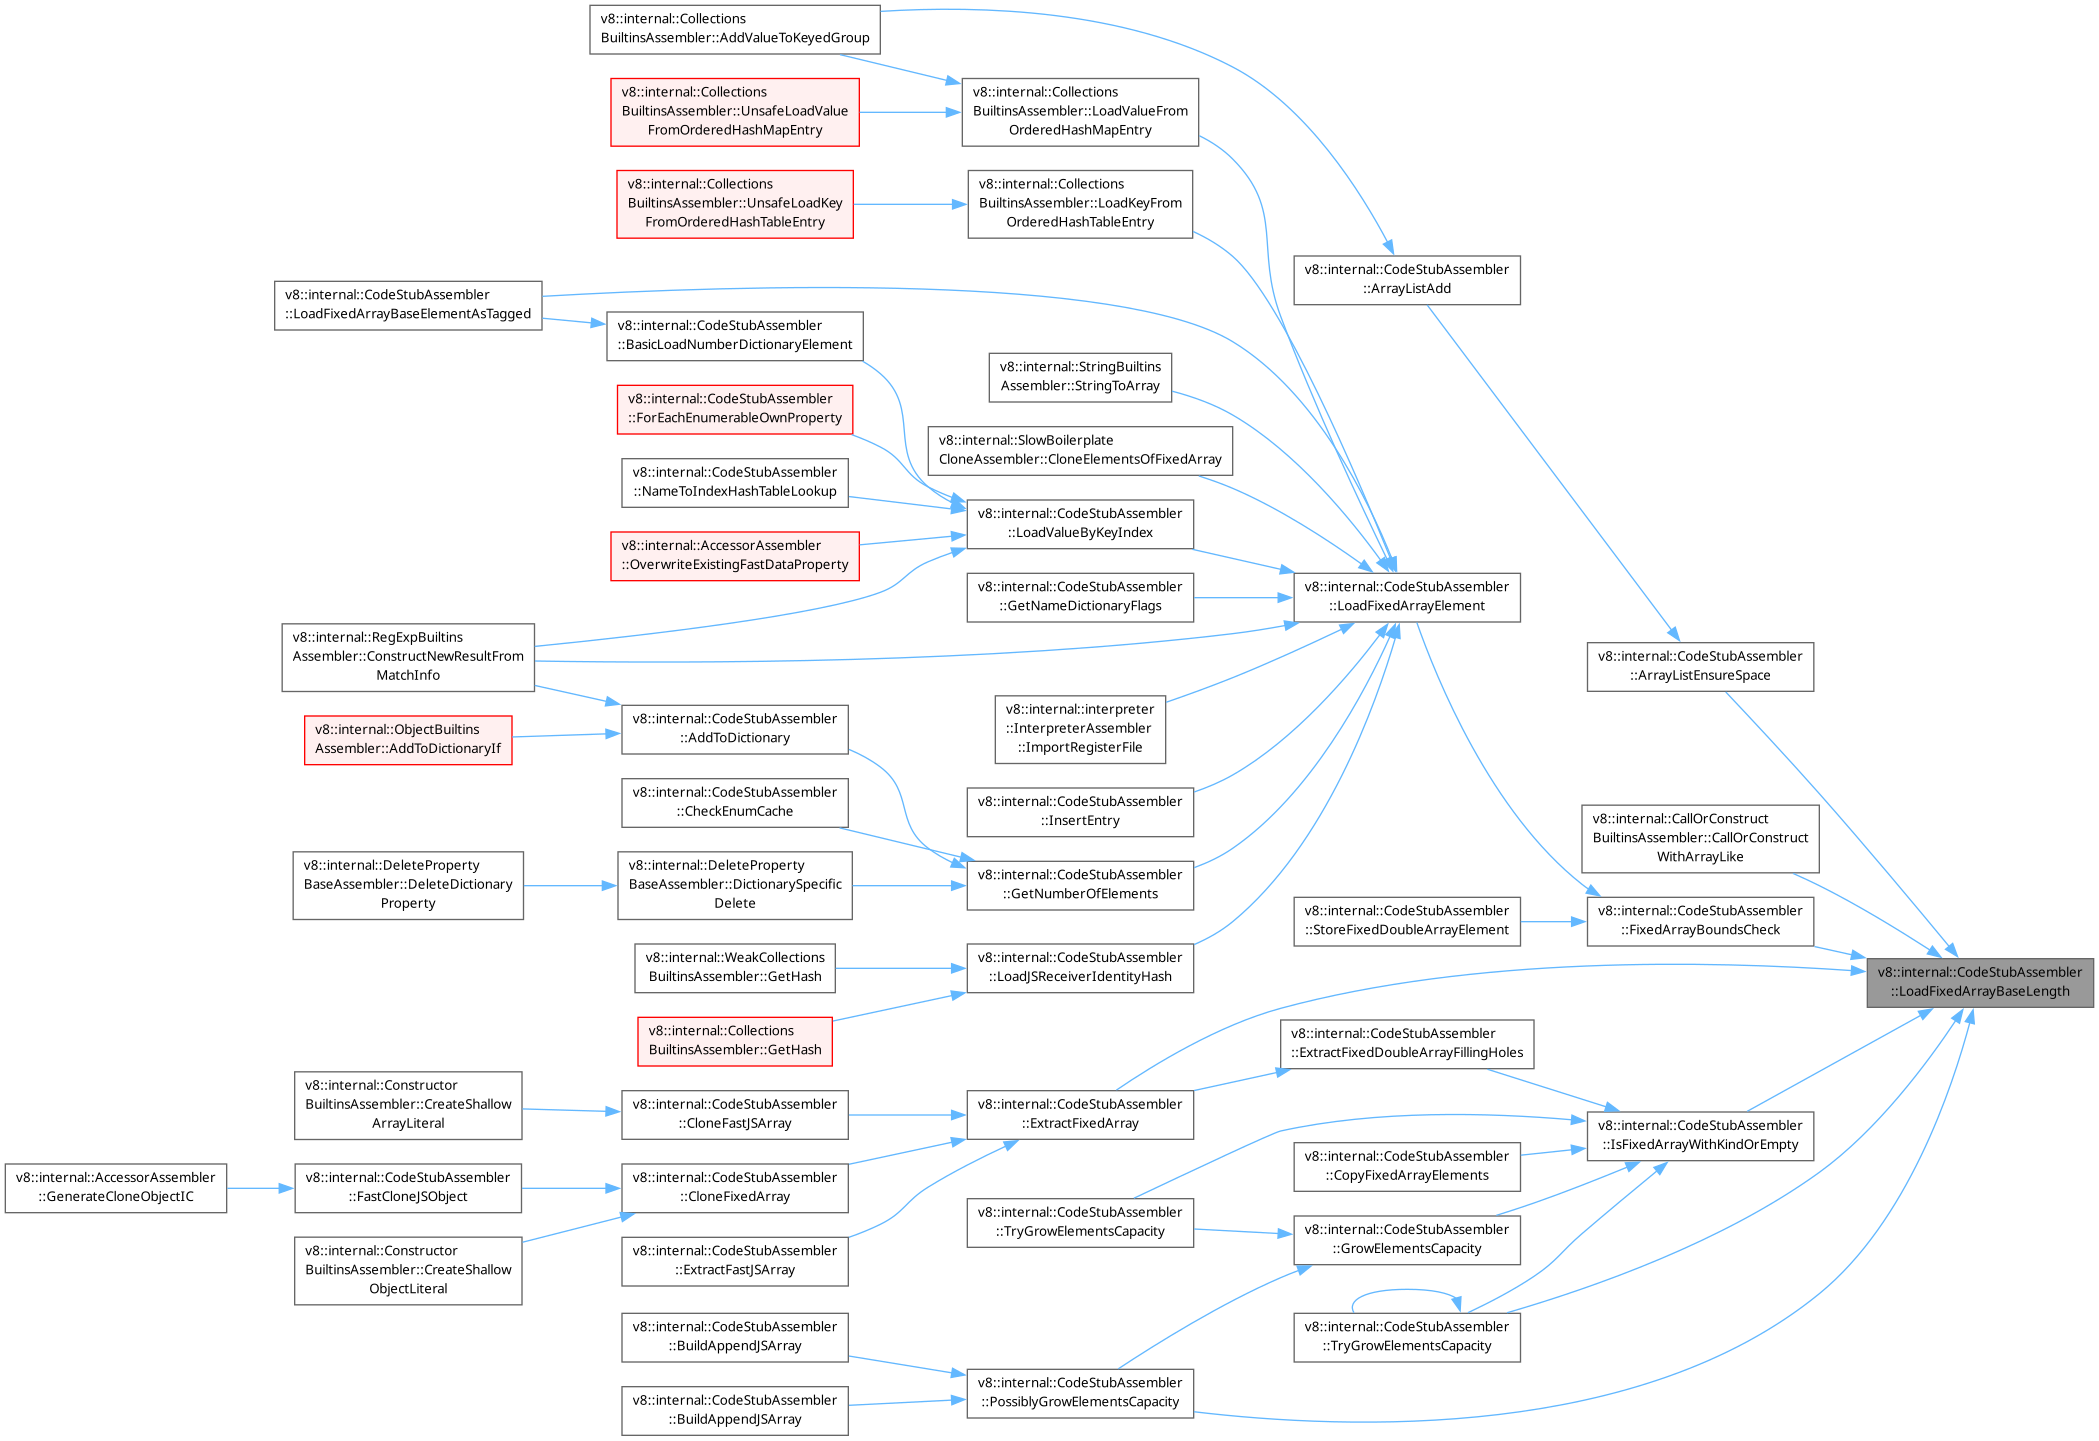 v8::internal::Collections
BuiltinsAssembler::AddValueToKeyedGroup
v8::internal::Collections
BuiltinsAssembler::UnsafeLoadValue
FromOrderedHashMapEntry
v8::internal::Collections
BuiltinsAssembler::LoadValueFrom
OrderedHashMapEntry
v8::internal::Collections
BuiltinsAssembler::UnsafeLoadKey
FromOrderedHashTableEntry
v8::internal::Collections
BuiltinsAssembler::LoadKeyFrom
OrderedHashTableEntry
v8::internal::CodeStubAssembler
::ArrayListAdd
v8::internal::CodeStubAssembler
::LoadFixedArrayBaseElementAsTagged
v8::internal::CodeStubAssembler
::BasicLoadNumberDictionaryElement
v8::internal::StringBuiltins
Assembler::StringToArray
v8::internal::CodeStubAssembler
::ForEachEnumerableOwnProperty
v8::internal::SlowBoilerplate
CloneAssembler::CloneElementsOfFixedArray
v8::internal::CodeStubAssembler
::NameToIndexHashTableLookup
v8::internal::CodeStubAssembler
::LoadValueByKeyIndex
v8::internal::AccessorAssembler
::OverwriteExistingFastDataProperty
v8::internal::CodeStubAssembler
::GetNameDictionaryFlags
v8::internal::CodeStubAssembler
::LoadFixedArrayElement
v8::internal::RegExpBuiltins
Assembler::ConstructNewResultFrom
MatchInfo
v8::internal::CodeStubAssembler
::ArrayListEnsureSpace
v8::internal::interpreter
::InterpreterAssembler
::ImportRegisterFile
v8::internal::ObjectBuiltins
Assembler::AddToDictionaryIf
v8::internal::CodeStubAssembler
::AddToDictionary
v8::internal::CodeStubAssembler
::CheckEnumCache
v8::internal::CodeStubAssembler
::InsertEntry
v8::internal::CallOrConstruct
BuiltinsAssembler::CallOrConstruct
WithArrayLike
v8::internal::DeleteProperty
BaseAssembler::DeleteDictionary
Property
v8::internal::DeleteProperty
BaseAssembler::DictionarySpecific
Delete
v8::internal::CodeStubAssembler
::GetNumberOfElements
v8::internal::CodeStubAssembler
::StoreFixedDoubleArrayElement
v8::internal::CodeStubAssembler
::FixedArrayBoundsCheck
v8::internal::WeakCollections
BuiltinsAssembler::GetHash
v8::internal::CodeStubAssembler
::LoadJSReceiverIdentityHash
v8::internal::CodeStubAssembler
::LoadFixedArrayBaseLength
v8::internal::Collections
BuiltinsAssembler::GetHash
v8::internal::CodeStubAssembler
::ExtractFixedDoubleArrayFillingHoles
v8::internal::Constructor
BuiltinsAssembler::CreateShallow
ArrayLiteral
v8::internal::CodeStubAssembler
::CloneFastJSArray
v8::internal::CodeStubAssembler
::ExtractFixedArray
v8::internal::CodeStubAssembler
::IsFixedArrayWithKindOrEmpty
v8::internal::CodeStubAssembler
::CopyFixedArrayElements
v8::internal::AccessorAssembler
::GenerateCloneObjectIC
v8::internal::CodeStubAssembler
::FastCloneJSObject
v8::internal::CodeStubAssembler
::CloneFixedArray
v8::internal::CodeStubAssembler
::TryGrowElementsCapacity
v8::internal::CodeStubAssembler
::GrowElementsCapacity
v8::internal::Constructor
BuiltinsAssembler::CreateShallow
ObjectLiteral
v8::internal::CodeStubAssembler
::ExtractFastJSArray
v8::internal::CodeStubAssembler
::TryGrowElementsCapacity
v8::internal::CodeStubAssembler
::BuildAppendJSArray
v8::internal::CodeStubAssembler
::PossiblyGrowElementsCapacity
v8::internal::CodeStubAssembler
::BuildAppendJSArray